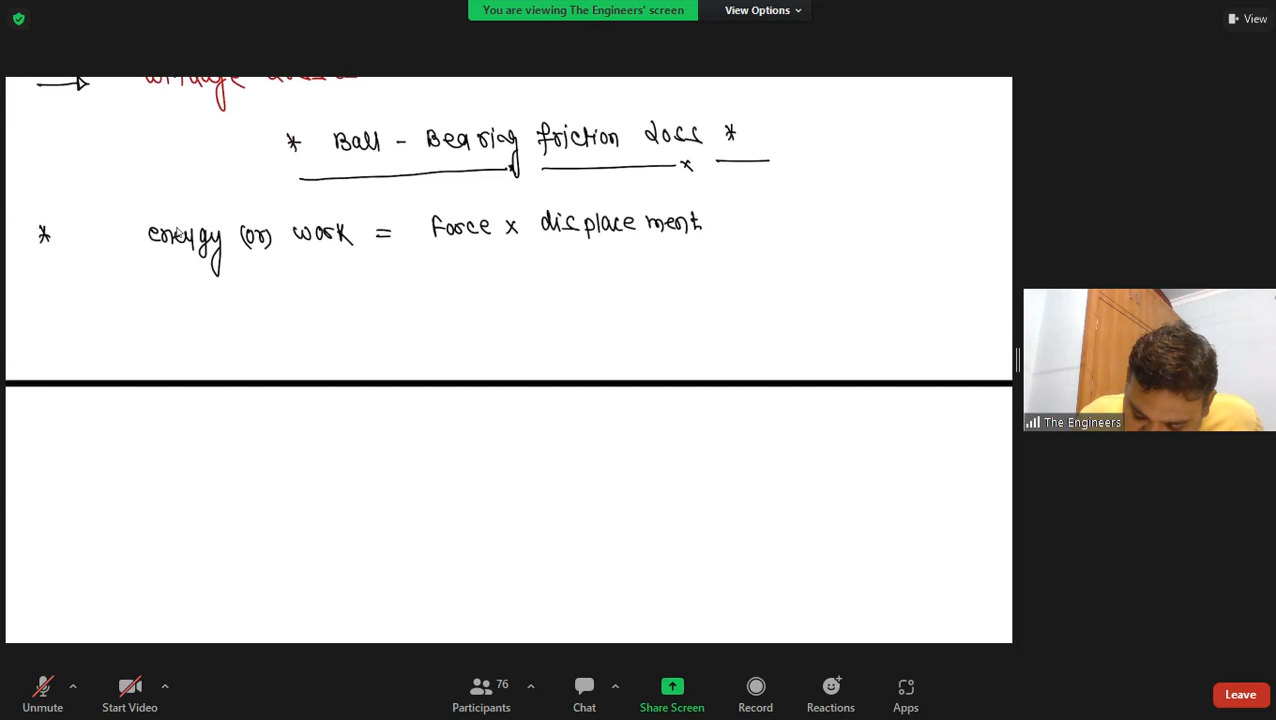 You are viewing The Engineers' screen
View Options
View
* Ball - Bearing friction Loss *
* energy (or) work = Force x displacement
The Engineers
Unmute
Start Video
76
Participants
Chat
Share Screen
Record
Reactions
Apps
Leave